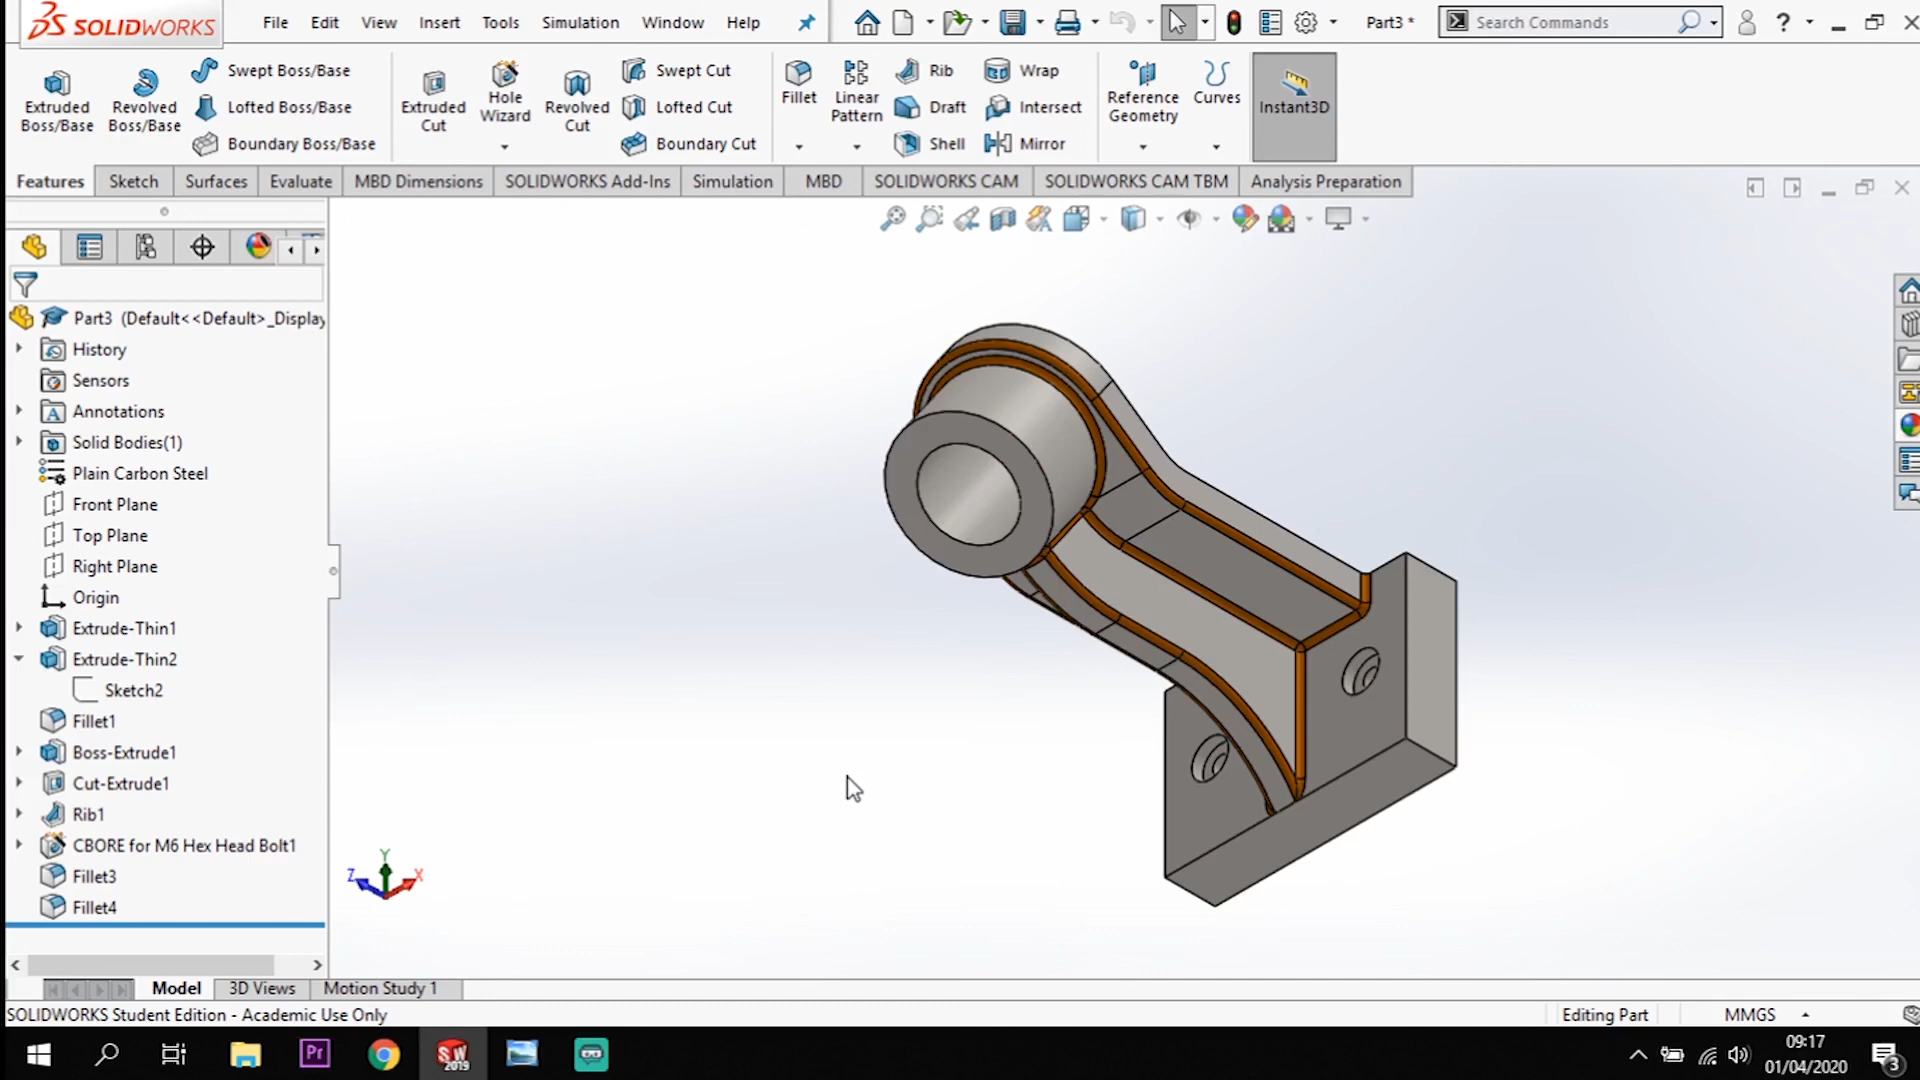 SOLIDWORKS File Edit View Insert Tools Simulation Window Help Part3 * Search Commands ?
Extruded Boss/Base
Revolved Boss/Base
Swept Boss/Base
Lofted Boss/Base
Boundary Boss/Base
Extruded Cut
Hole Wizard
Revolved Cut
Swept Cut
Lofted Cut
Boundary Cut
Fillet
Linear Pattern
Rib
Draft
Shell
Wrap
Intersect
Mirror
Reference Geometry
Curves
Instant3D
Features Sketch Surfaces Evaluate MBD Dimensions SOLIDWORKS Add-Ins Simulation MBD SOLIDWORKS CAM SOLIDWORKS CAM TBM Analysis Preparation
Part3 (Default<<Default>_Display
History
Sensors
Annotations
Solid Bodies(1)
Plain Carbon Steel
Front Plane
Top Plane
Right Plane
Origin
Extrude-Thin1
Extrude-Thin2
Sketch2
Fillet1
Boss-Extrude1
Cut-Extrude1
Rib1
CBORE for M6 Hex Head Bolt1
Fillet3
Fillet4
Y
Z X
Model 3D Views Motion Study 1
SOLIDWORKS Student Edition - Academic Use Only Editing Part MMGS
Pr SW 2019 09:17
01/04/2020 3